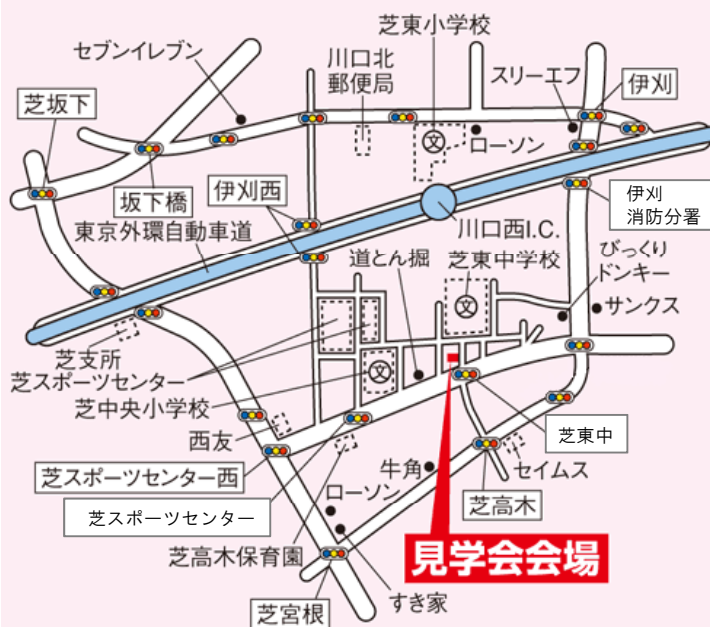 芝東小学校
セブンイレブン
川口北
郵便局
スリーエフ
伊刈
芝坂下
ローソン
文
坂下橋
伊刈西
伊刈
消防分署
東京外環自動車道
川口西I.C.
びっくり
ドンキー
道とん堀
芝東中学校
サンクス
文
芝支所
芝スポーツセンター
文
芝中央小学校
西友
芝東中
芝スポーツセンター西
牛角
セイムス
ローソン
芝高木
芝スポーツセンター
芝高木保育園
見学会会場
すき家
芝宮根